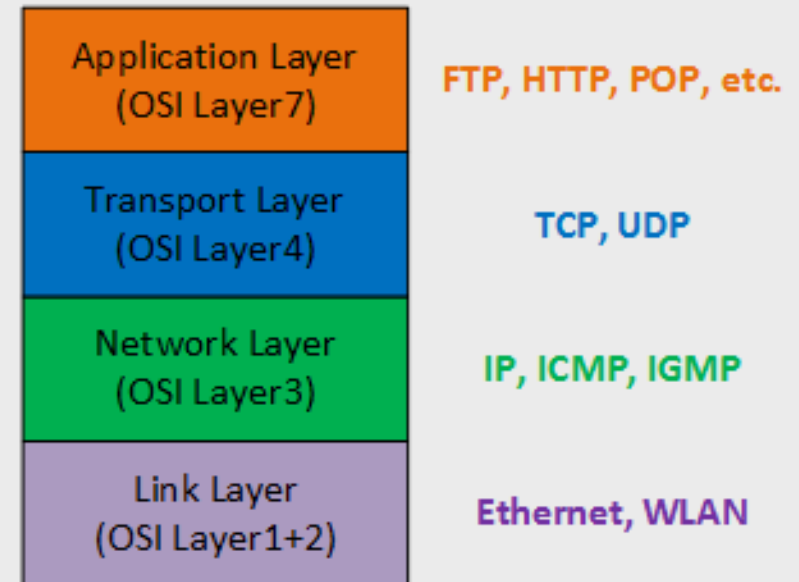 Application Layer
(OSI Layer7)
FTP, HTTP, POP, etc.
Transport Layer
(OSI Layer4)
TCP, UDP
Network Layer
(OSI Layer3)
IP, ICMP, IGMP
Link Layer
(OSI Layer1+2)
Ethernet, WLAN